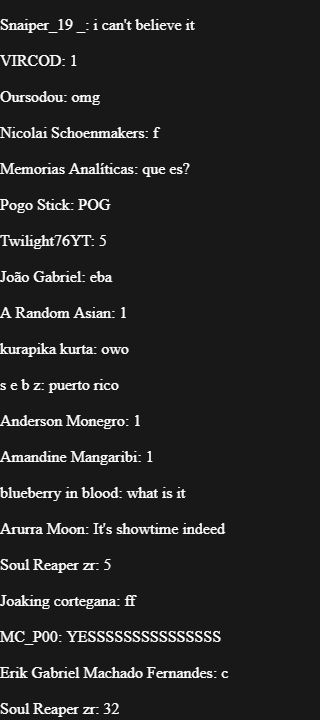 Snaiper_19 _: i can't believe it
VIRCOD: 1
Oursodou: omg
Nicolai Schoenmakers: f
Memorias Analíticas: que es?
Pogo Stick: POG
Twilight76YT: 5
João Gabriel: eba
A Random Asian: 1
kurapika kurta: owo
s e b z: puerto rico
Anderson Monegro: 1
Amandine Mangaribi: 1
blueberry in blood: what is it
Arurra Moon: It's showtime indeed
Soul Reaper zr: 5
Joaking cortegana: ff
MC_P00: YESSSSSSSSSSSSSSS
Erik Gabriel Machado Fernandes: c
Soul Reaper zr: 32